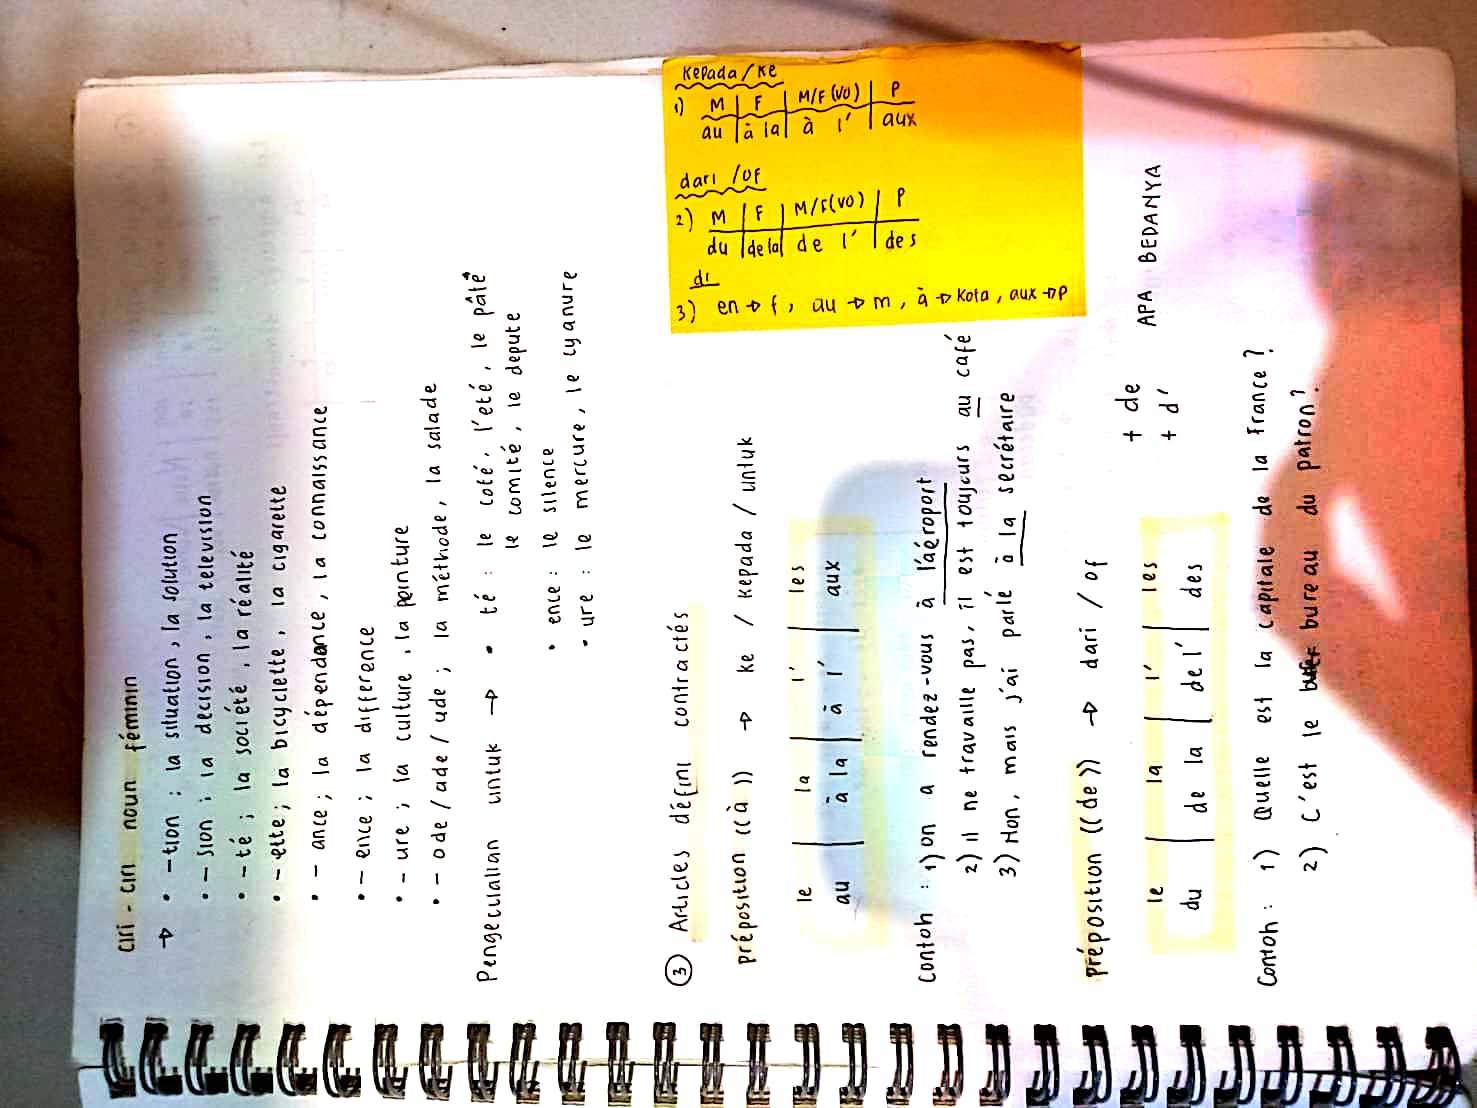 ciri - ciri noun féminin
→ • -tion : la situation, la solution
• - sion : la decision, la television
• - té ; la société, la réalité
• - ette ; la bicyclette, la cigarette
• - ance ; la dépendance, la connaissance
• - ence ; la difference
• - ure ; la culture, la peinture
• - ode / ade / ude ; la méthode, la salade
Pengecualian untuk → • té : le coté, l'eté, le pâté
le comité, le depute
• ence : le silence
• ure : le mercure, le cyanure
③ Articles défini contractés
préposition ((à)) → ke / kepada / untuk
le | la | l' | les
au | à la | à l' | aux
Contoh : 1) on a rendez-vous à l'aéroport
2) il ne travaille pas, il est toujours au café
3) Non, mais j'ai parlé à la secrétaire
préposition ((de)) → dari / of
+ de
+ d'
APA BEDANYA
le | la | l' | les
du | de la | de l' | des
Contoh : 1) Quelle est la capitale de la France?
2) C'est le bureau du patron?
Kepada / Ke
1) M | F | M/F (VO) | P
au | à la | à l' | aux
dari / of
2) M | F | M/F (VO) | P
du | de la | de l' | des
di
3) en → f, au → m, à → Kota, aux → P